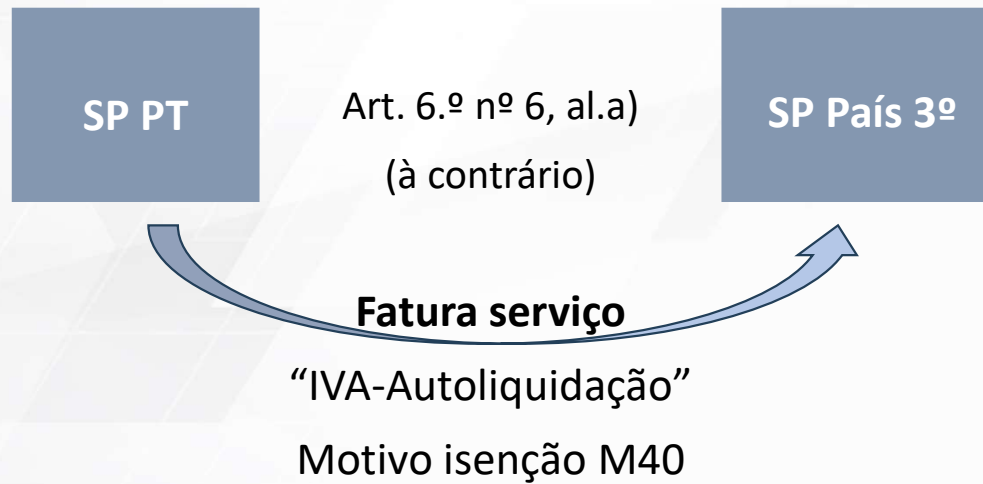 SP PT
Art. 6.º nº 6, al.a)
(à contrário)
SP País 3º
Fatura serviço
“IVA-Autoliquidação”
Motivo isenção M40